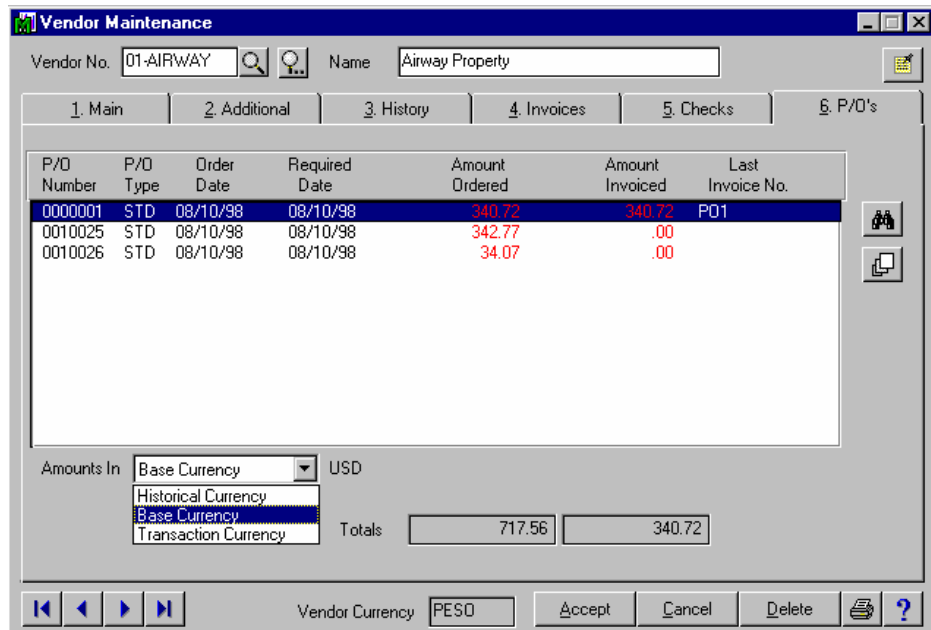 Vendor Maintenance
Vendor No. 01-AIRWAY Name Airway Property
1. Main 2. Additional 3. History 4. Invoices 5. Checks 6. P/O's
P/O P/O Order Required Amount Amount Last
Number Type Date Date Ordered Invoiced Invoice No.
0000001 STD 08/10/98 08/10/98 340.72 340.72 PO1
0010025 STD 08/10/98 08/10/98 342.77 .00
0010026 STD 08/10/98 08/10/98 34.07 .00
Amounts In Base Currency USD
Historical Currency
Base Currency
Transaction Currency
Totals 717.56 340.72
Vendor Currency PESO Accept Cancel Delete ?